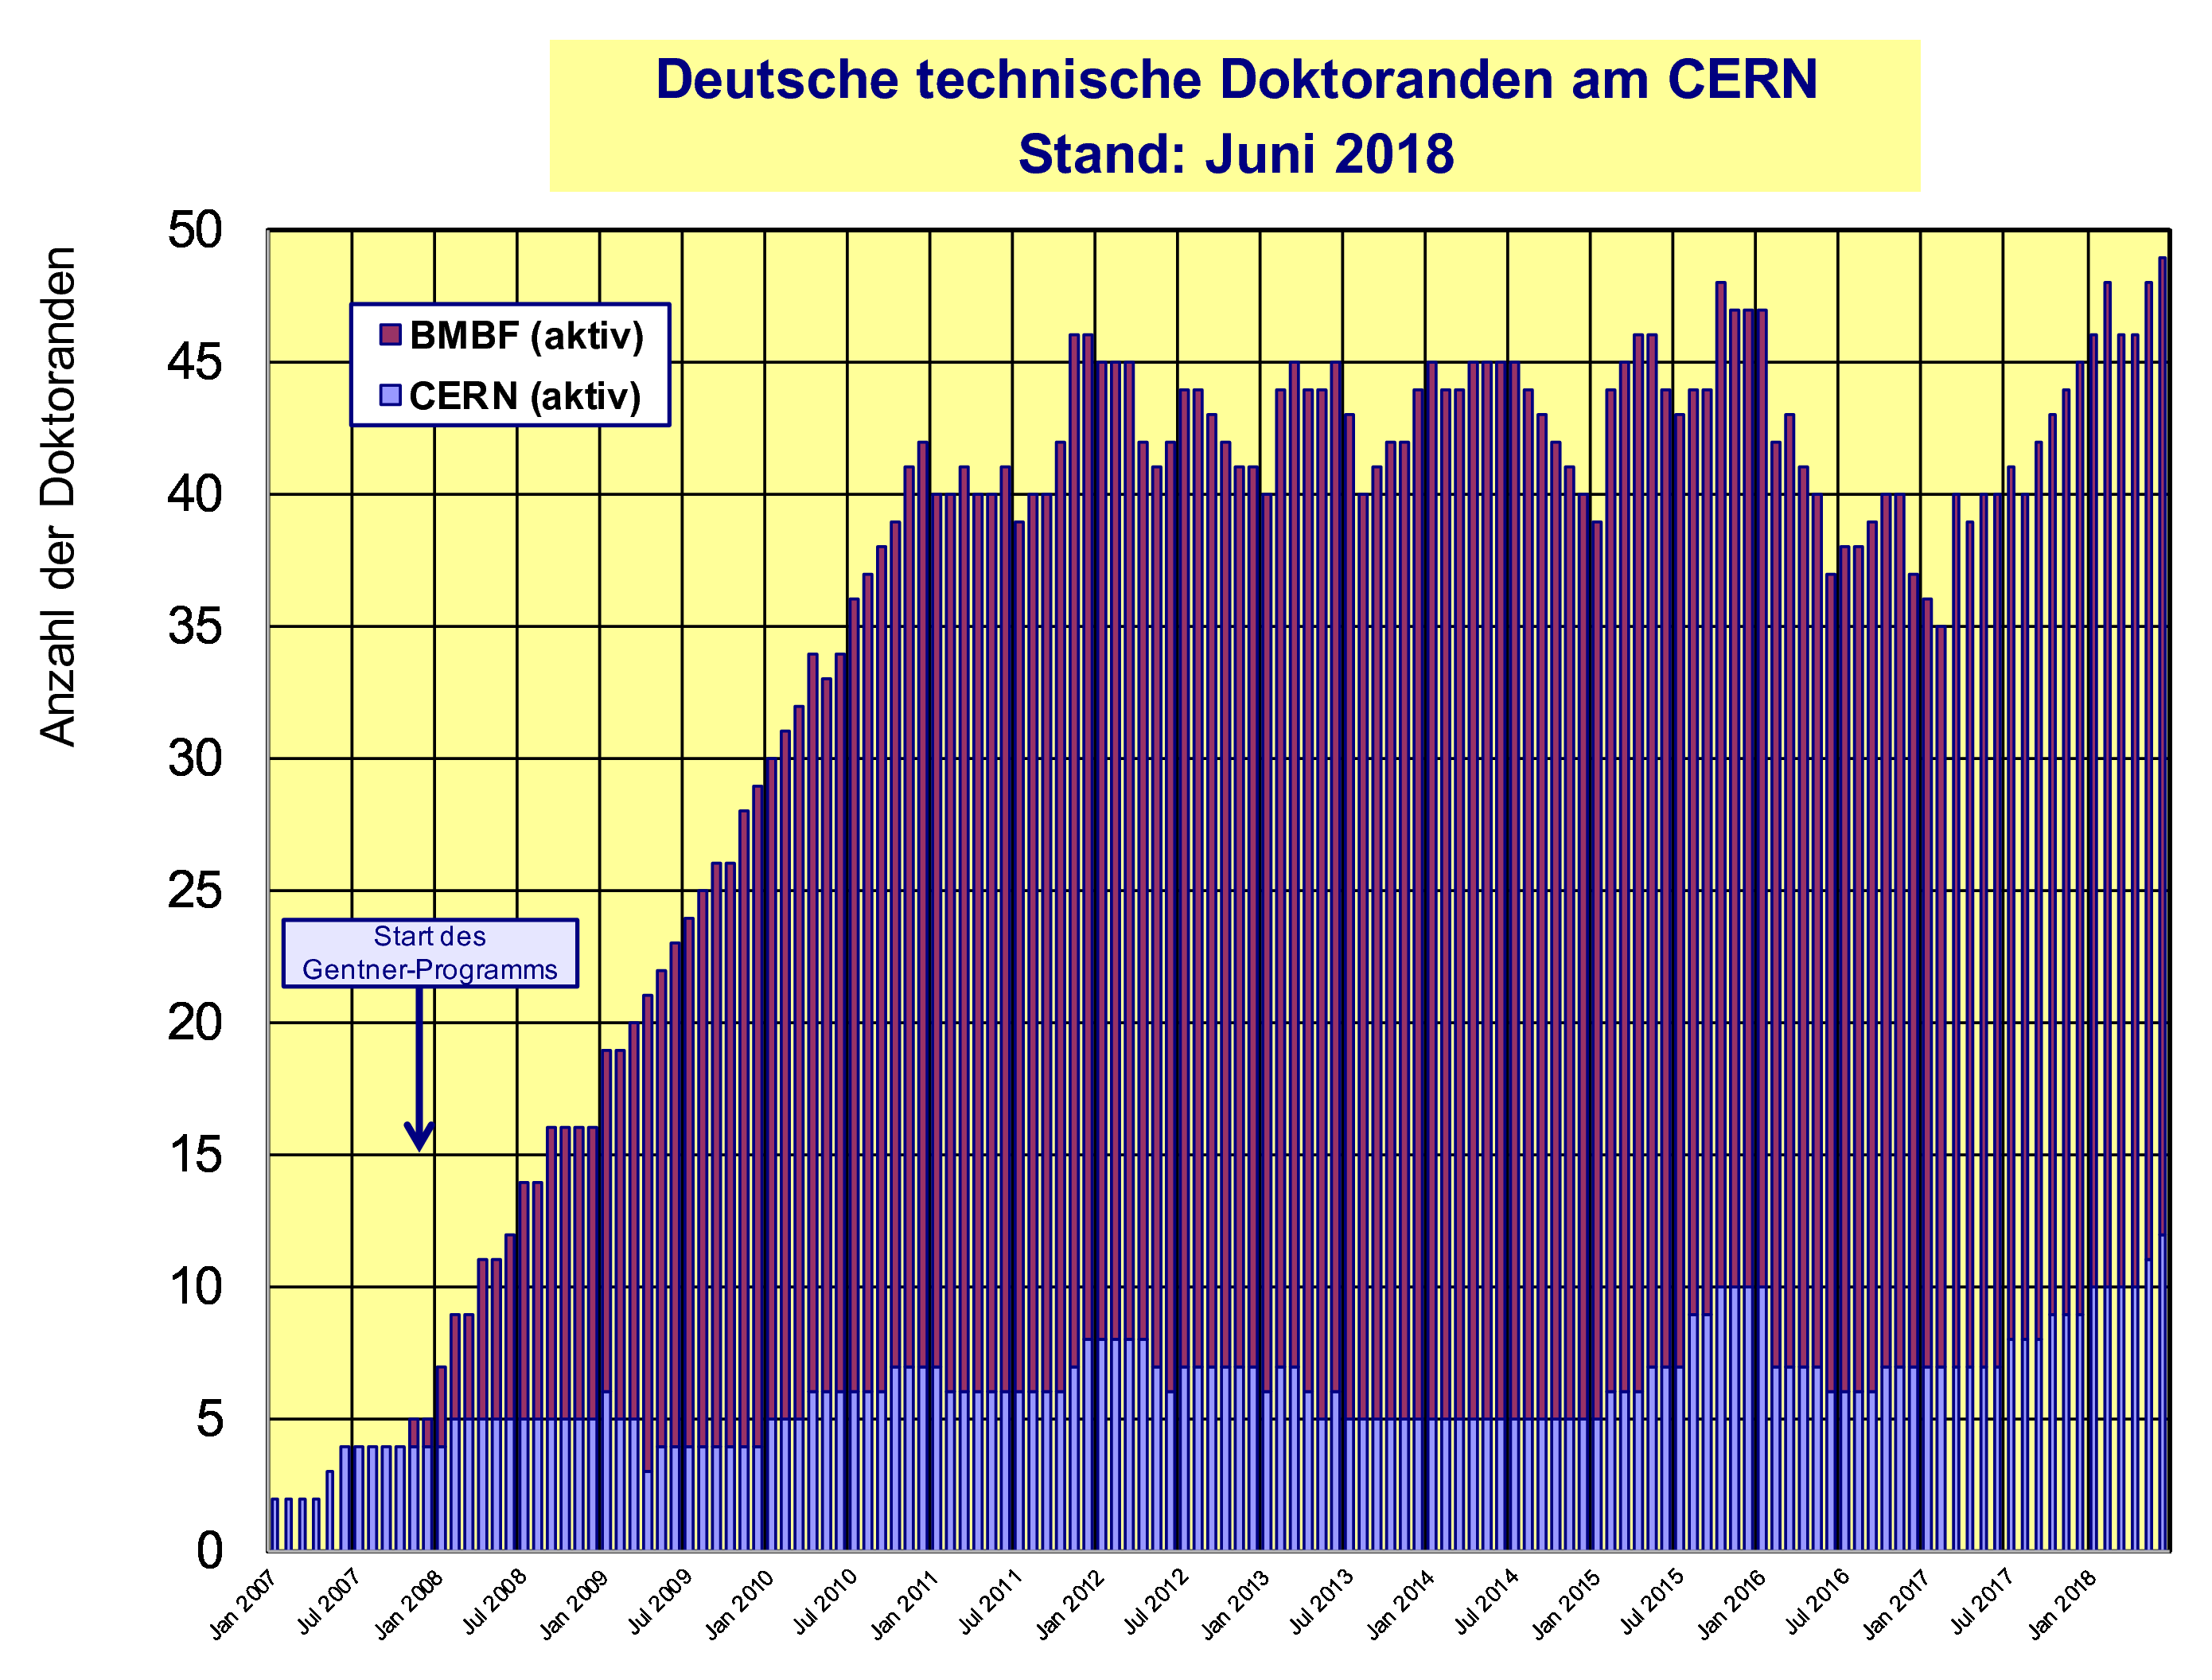 Deutsche technische Doktoranden am CERN
Stand: Juni 2018
Anzahl der Doktoranden
50
45
40
35
30
25
20
15
10
5
0
BMBF (aktiv)
CERN (aktiv)
Start des
Gentner-Programms
Jan 2007
Jul 2007
Jan 2008
Jul 2008
Jan 2009
Jul 2009
Jan 2010
Jul 2010
Jan 2011
Jul 2011
Jan 2012
Jul 2012
Jan 2013
Jul 2013
Jan 2014
Jul 2014
Jan 2015
Jul 2015
Jan 2016
Jul 2016
Jan 2017
Jul 2017
Jan 2018